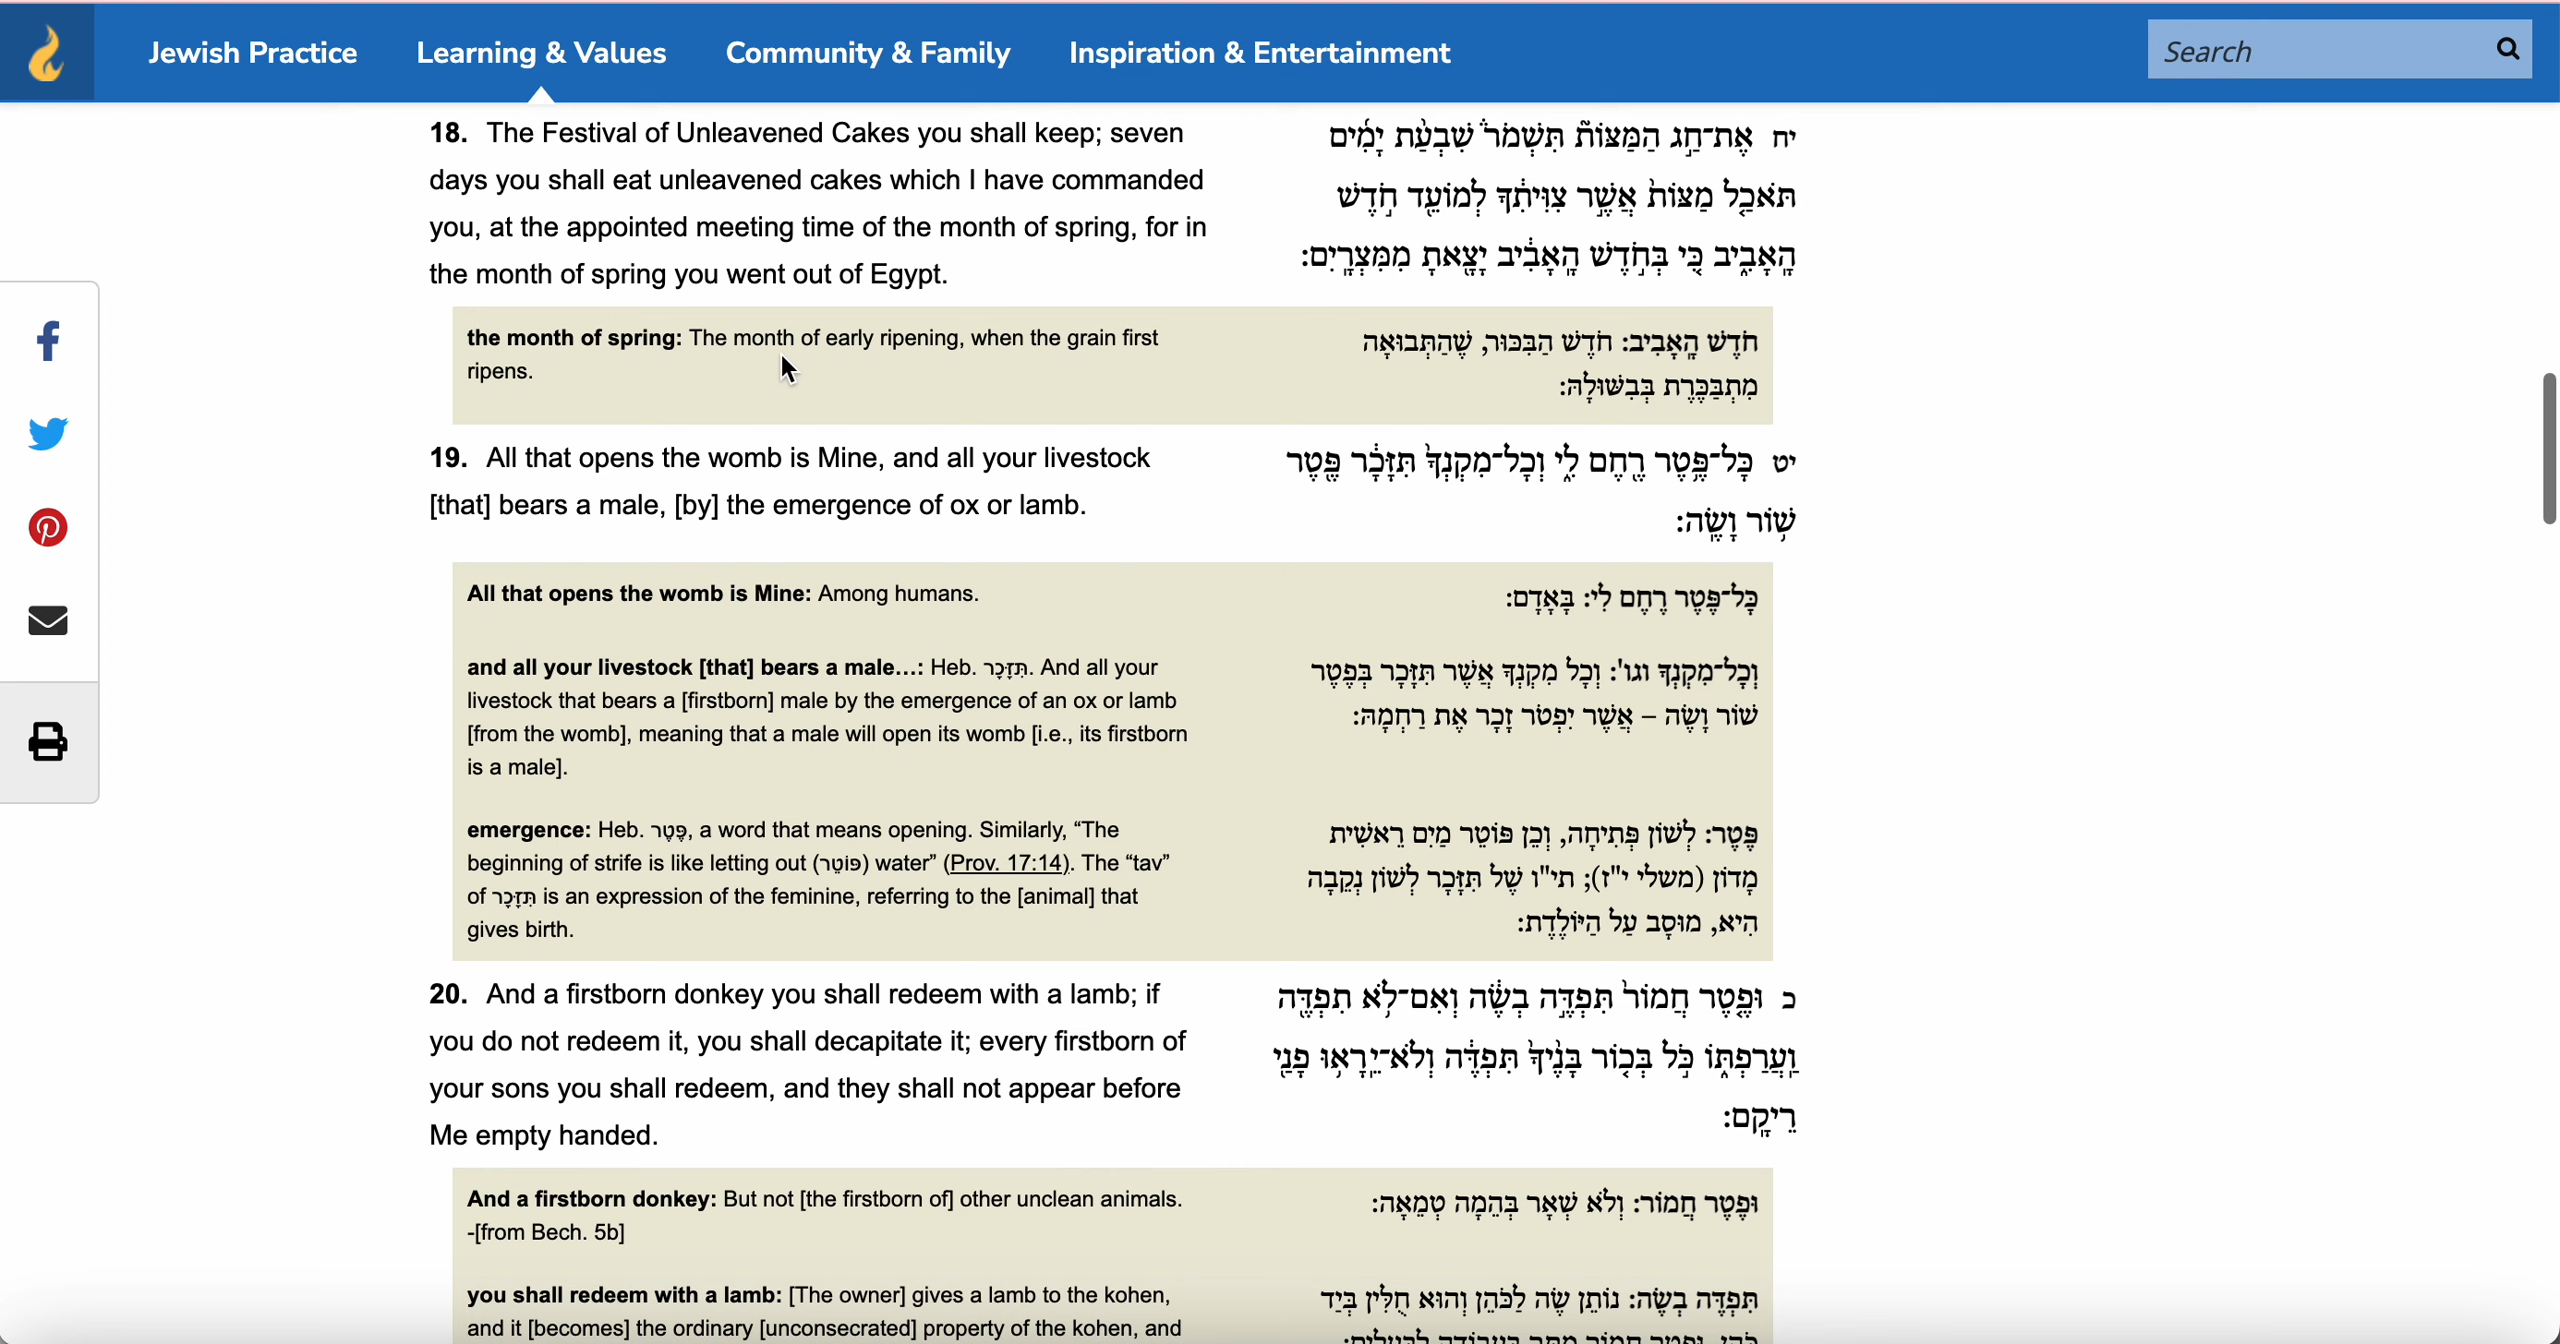 Jewish Practice Learning & Values Community & Family Inspiration & Entertainment Search
18. The Festival of Unleavened Cakes you shall keep; seven
days you shall eat unleavened cakes which I have commanded
you, at the appointed meeting time of the month of spring, for in
the month of spring you went out of Egypt.
יח אֶת־חַ֣ג הַמַּצּוֹת֘ תִּשְׁמֹר֒ שִׁבְעַ֨ת יָמִ֜ים
תֹּאכַ֤ל מַצּוֹת֙ אֲשֶׁ֣ר צִוִּיתִ֔ךָ לְמוֹעֵ֖ד חֹ֣דֶשׁ
הָֽאָבִ֑יב כִּ֚י בְּחֹ֣דֶשׁ הָֽאָבִ֔יב יָצָ֖אתָ מִמִּצְרָֽיִם:
the month of spring: The month of early ripening, when the grain first
ripens.
חֹדֶשׁ הָֽאָבִיב: חֹדֶשׁ הַבִּכּוּר, שֶׁהַתְּבוּאָה
מִתְבַּכֶּרֶת בְּבִשּׁוּלָהּ:
19. All that opens the womb is Mine, and all your livestock
[that] bears a male, [by] the emergence of ox or lamb.
יט כָּל־פֶּ֥טֶר רֶ֖חֶם לִ֑י וְכָל־מִקְנְךָ֙ תִּזָּכָ֔ר פֶּ֖טֶר
שׁ֥וֹר וָשֶֽׂה:
All that opens the womb is Mine: Among humans.
כָּל־פֶּטֶר רֶחֶם לִי: בָּאָדָם:
and all your livestock [that] bears a male…: Heb. תִּזָּכָר. And all your
livestock that bears a [firstborn] male by the emergence of an ox or lamb
[from the womb], meaning that a male will open its womb [i.e., its firstborn
is a male].
וְכָל־מִקְנְךָ וגו': וְכָל מִקְנְךָ אֲשֶׁר תִּזָּכָר בְּפֶטֶר
שׁוֹר וָשֶׂה – אֲשֶׁר יִפְטֹר זָכָר אֶת רַחְמָהּ:
emergence: Heb. פֶּטֶר, a word that means opening. Similarly, “The
beginning of strife is like letting out (פּוֹטֵר) water” (Prov. 17:14). The “tav”
of תִּזָּכָר is an expression of the feminine, referring to the [animal] that
gives birth.
פֶּטֶר: לְשׁוֹן פְּתִיחָה, וְכֵן פּוֹטֵר מַיִם רֵאשִׁית
מָדוֹן (משלי י"ז); תי"ו שֶׁל תִּזָּכָר לְשׁוֹן נְקֵבָה
הִיא, מוּסָב עַל הַיּוֹלֶדֶת:
20. And a firstborn donkey you shall redeem with a lamb; if
you do not redeem it, you shall decapitate it; every firstborn of
your sons you shall redeem, and they shall not appear before
Me empty handed.
כ וּפֶ֤טֶר חֲמוֹר֙ תִּפְדֶּ֣ה בְשֶׂ֔ה וְאִם־לֹ֥א תִפְדֶּ֖ה
וַֽעֲרַפְתּ֑וֹ כֹּ֣ל בְּכ֤וֹר בָּנֶ֨יךָ֙ תִּפְדֶּ֔ה וְלֹא־יֵֽרָא֥וּ פָנַ֖י
רֵיקָֽם:
And a firstborn donkey: But not [the firstborn of] other unclean animals.
-[from Bech. 5b]
וּפֶטֶר חֲמוֹר: וְלֹא שְׁאָר בְּהֵמָה טְמֵאָה:
you shall redeem with a lamb: [The owner] gives a lamb to the kohen,
and it [becomes] the ordinary [unconsecrated] property of the kohen, and
תִּפְדֶּה בְשֶׂה: נוֹתֵן שֶׂה לַכֹּהֵן וְהוּא חֻלִּין בְּיַד